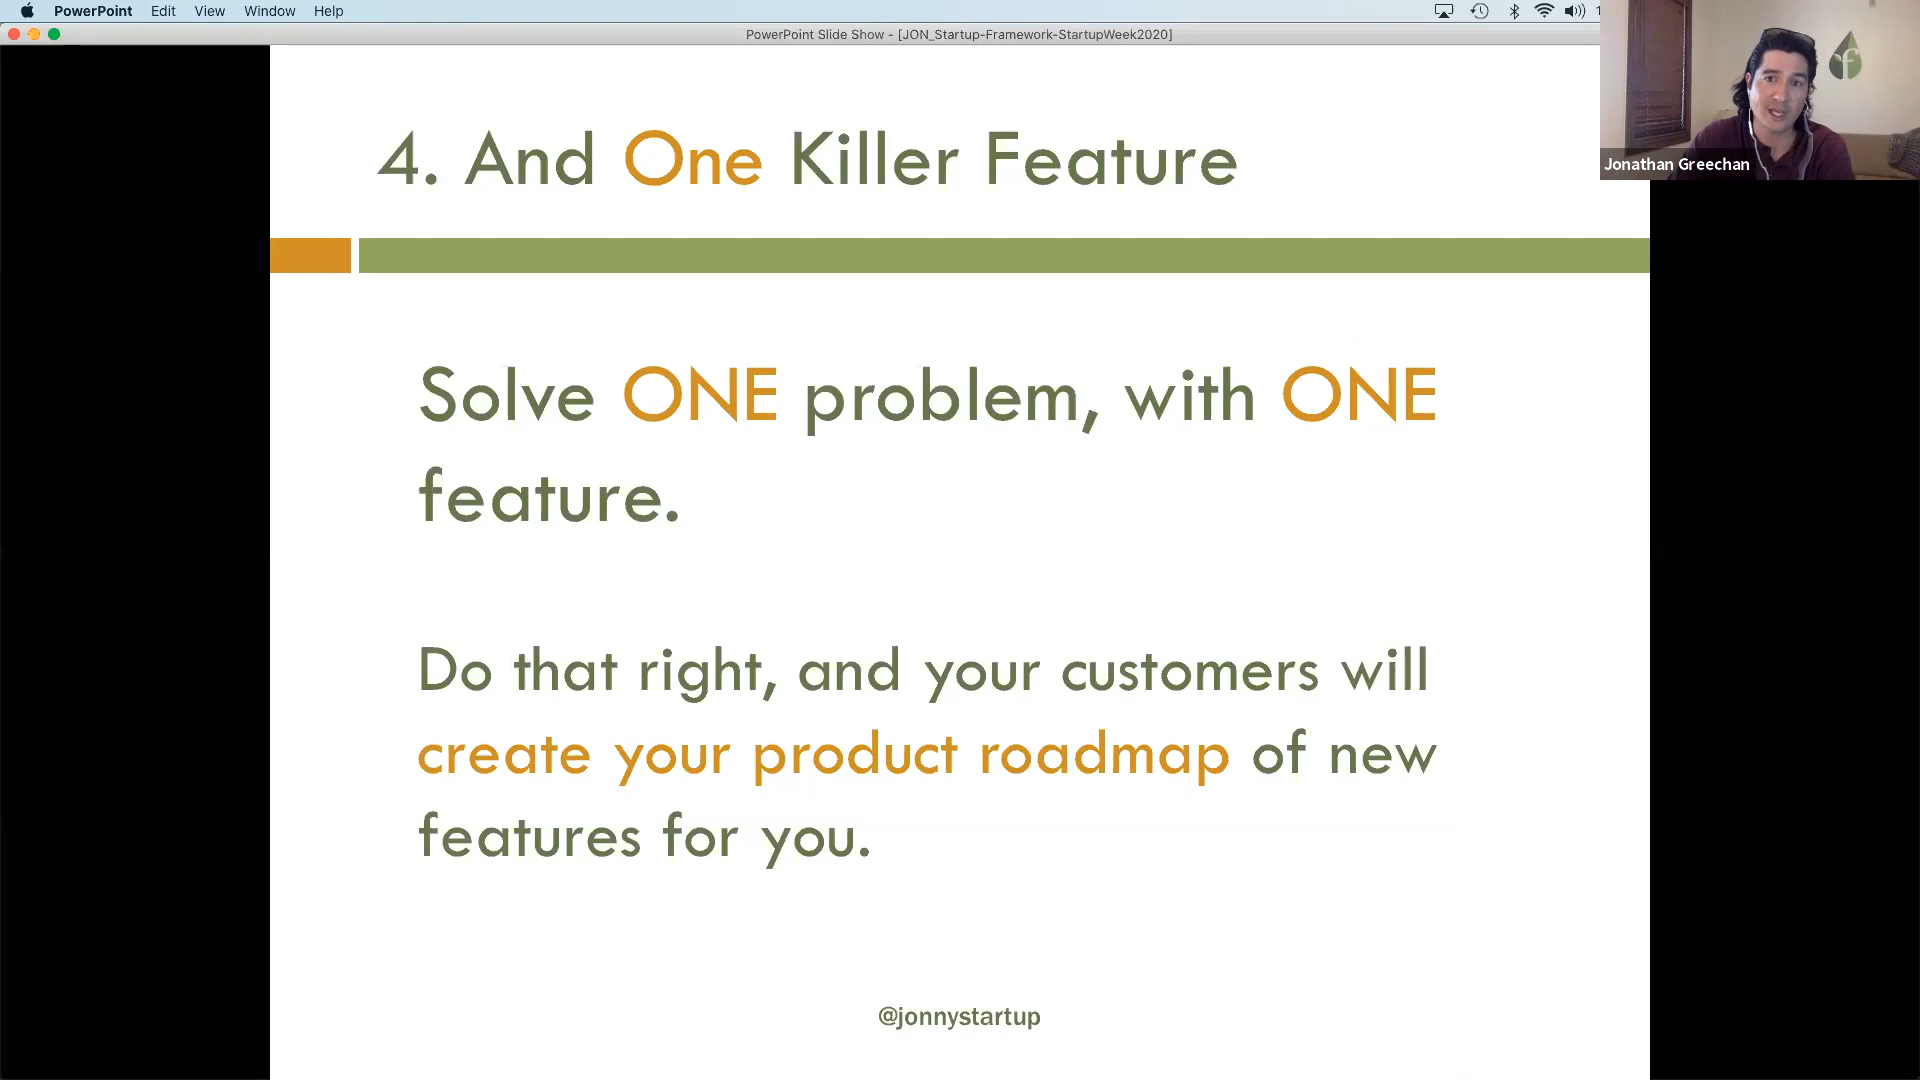 PowerPoint Edit View Window Help
PowerPoint Slide Show - [JON_Startup-Framework-StartupWeek2020]
cf
Jonathan Greechan
4. And One Killer Feature
Solve ONE problem, with ONE
feature.
Do that right, and your customers will
create your product roadmap of new
features for you.
@jonnystartup